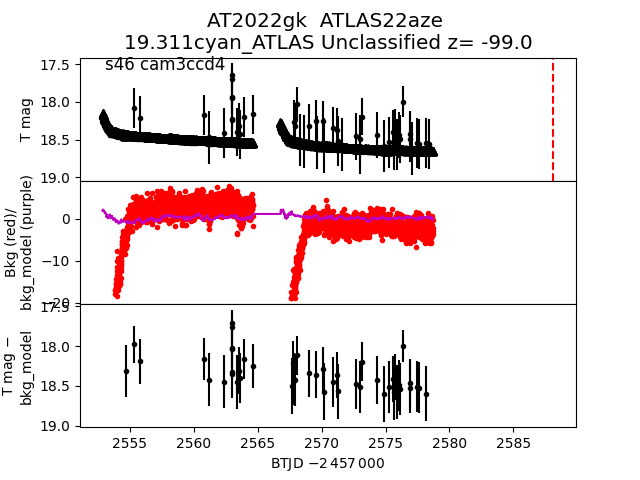 AT2022gk  ATLAS22aze
19.311cyan_ATLAS Unclassified z= -99.0
s46 cam3ccd4
17.5
18.0
18.5
19.0
T mag
0
−10
−20
Bkg (red)/
bkg_model (purple)
17.5
18.0
18.5
19.0
T mag −
bkg_model
2555
2560
2565
2570
2575
2580
2585
BTJD −2 457 000